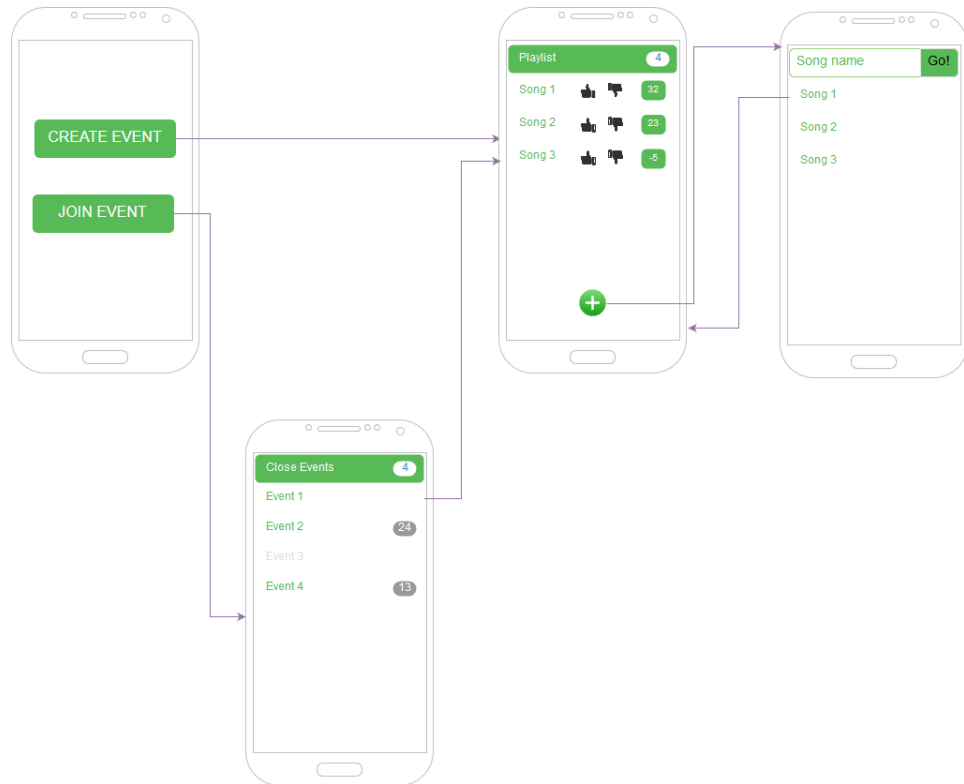 CREATE EVENT
JOIN EVENT
Playlist 4
Song 1 32
Song 2 23
Song 3 -5
Song name Go!
Song 1
Song 2
Song 3
Close Events 4
Event 1
Event 2 24
Event 3
Event 4 13